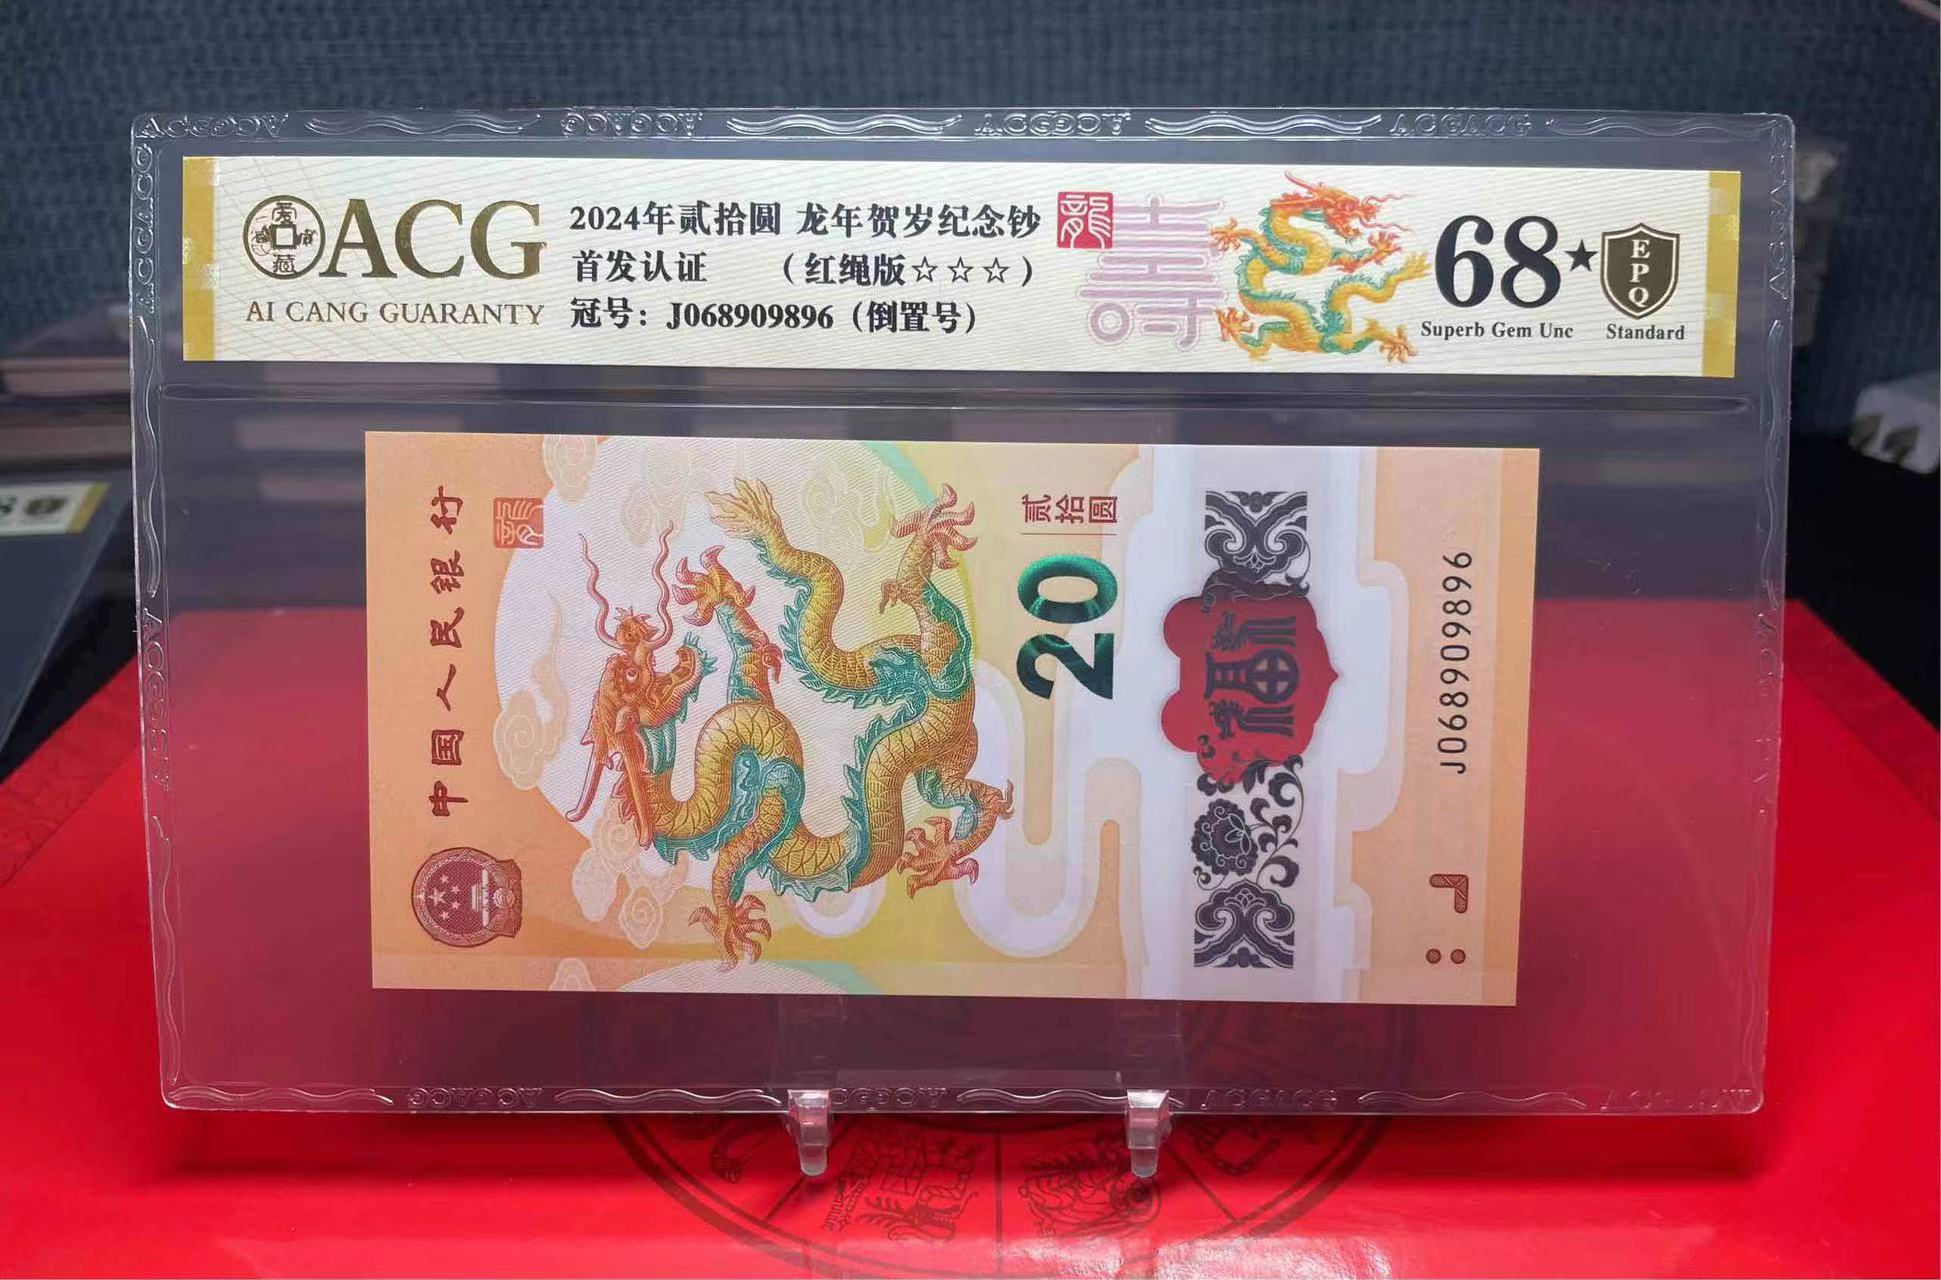 ACG
AI CANG GUARANTY
2024年贰拾圆 龙年贺岁纪念钞
首发认证 （红绳版☆☆☆）
冠号：J068909896（倒置号）
龍
68★
Superb Gem Unc
EPQ
Standard
中国人民银行
贰拾圆
20
J068909896